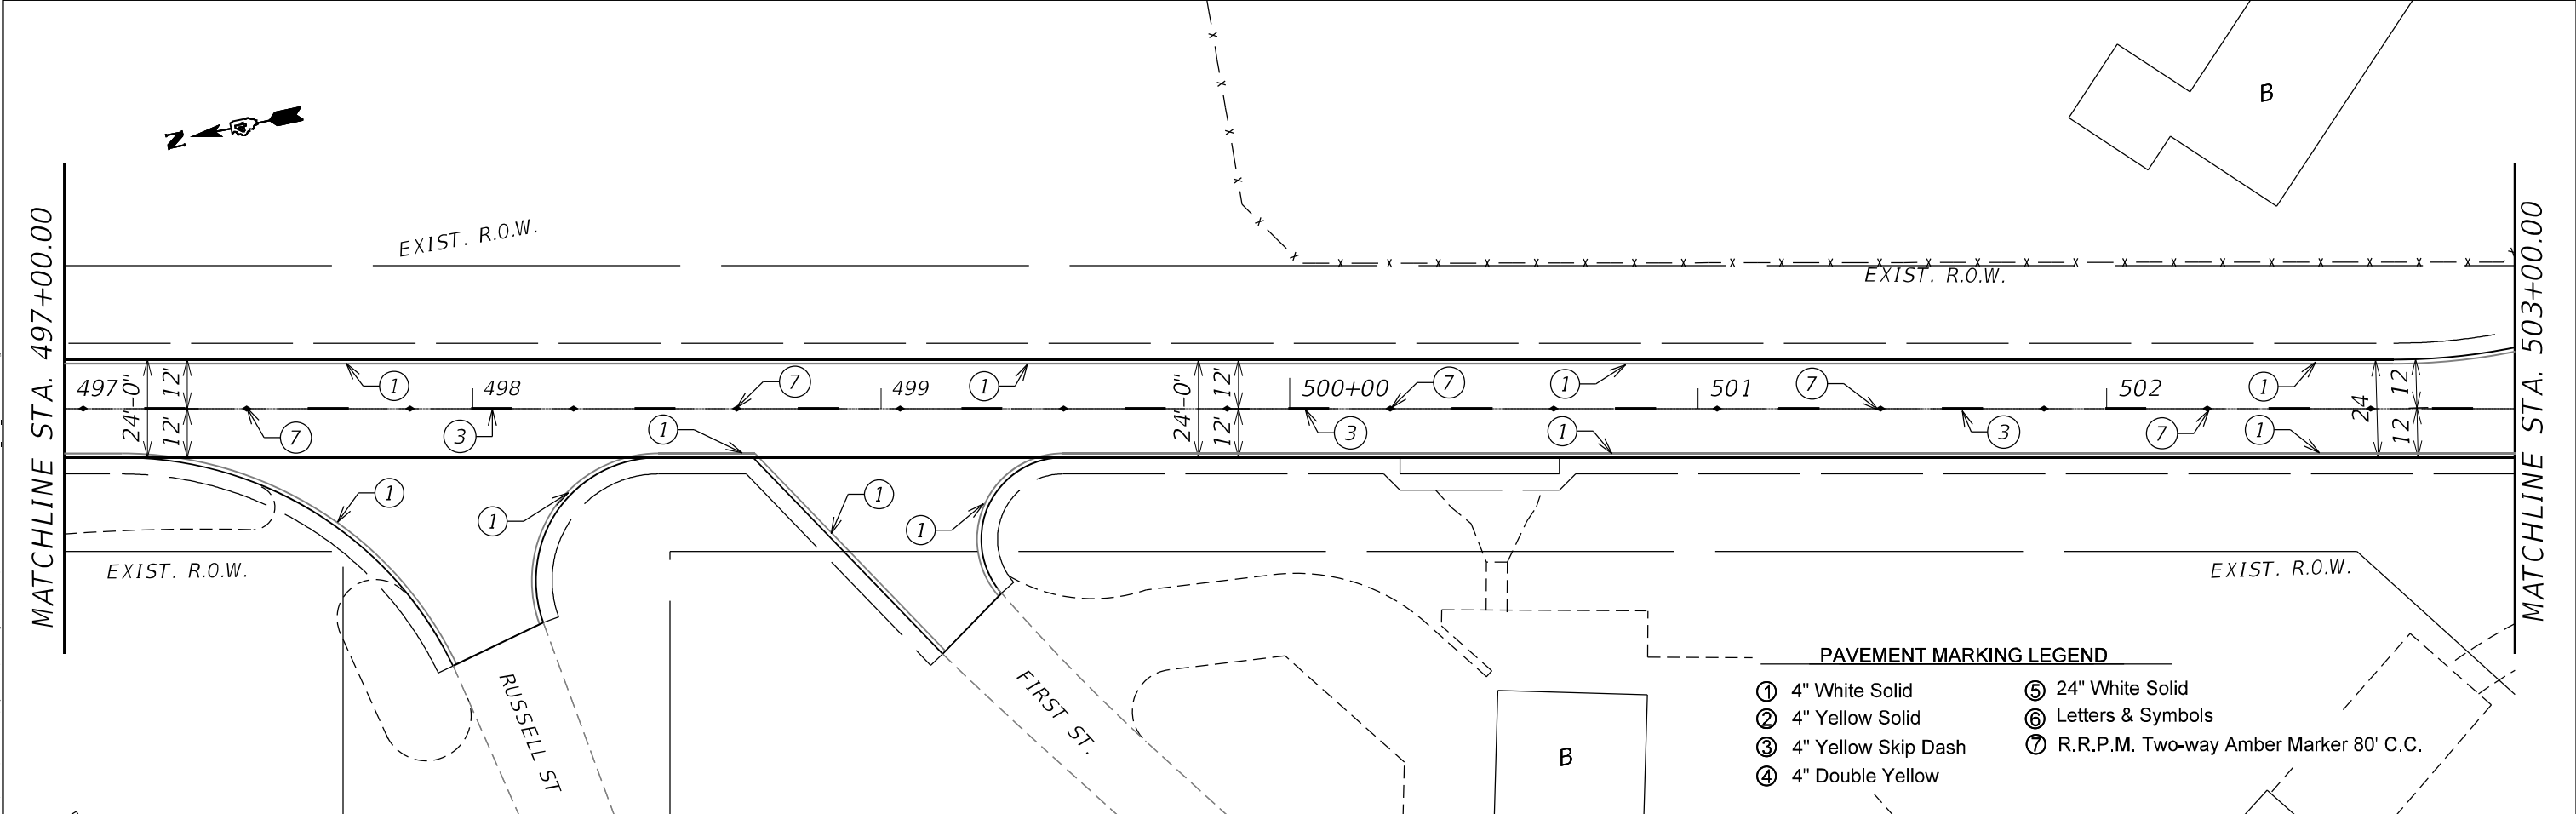 N
B
EXIST. R.O.W.
EXIST. R.O.W.
MATCHLINE STA. 497+00.00
MATCHLINE STA. 503+00.00
497
24'-0"
12'
12'
1
498
7
499
1
24'-0"
12'
12'
500+00
7
1
501
7
502
1
24
12
12
7
3
1
3
1
3
7
1
1
1
1
1
EXIST. R.O.W.
EXIST. R.O.W.
RUSSELL ST
FIRST ST.
B
PAVEMENT MARKING LEGEND
1 4" White Solid
2 4" Yellow Solid
3 4" Yellow Skip Dash
4 4" Double Yellow
5 24" White Solid
6 Letters & Symbols
7 R.R.P.M. Two-way Amber Marker 80' C.C.